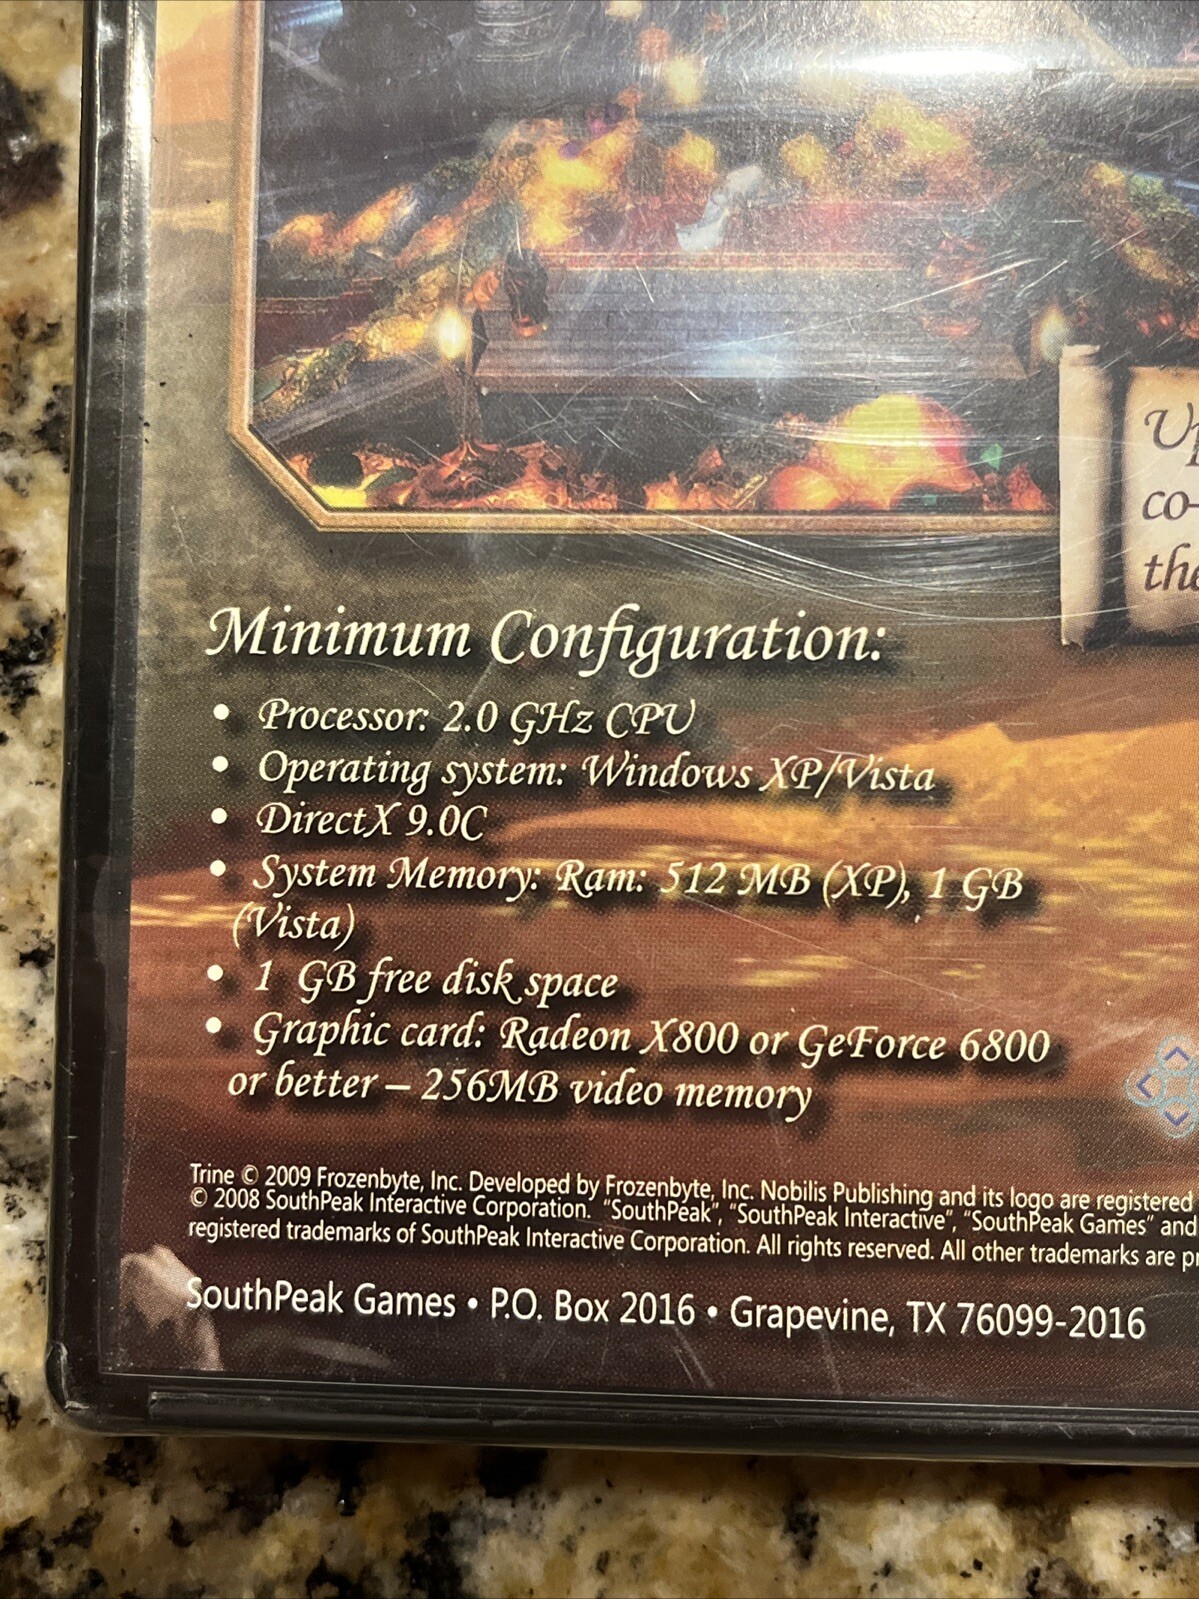 Up
co-
the
Minimum Configuration:
• Processor: 2.0 GHz CPU
• Operating system: Windows XP/Vista
• DirectX 9.0C
• System Memory: Ram: 512 MB (XP), 1 GB
(Vista)
• 1 GB free disk space
• Graphic card: Radeon X800 or GeForce 6800
or better – 256MB video memory
Trine © 2009 Frozenbyte, Inc. Developed by Frozenbyte, Inc. Nobilis Publishing and its logo are registered
© 2008 SouthPeak Interactive Corporation. “SouthPeak”, “SouthPeak Interactive”, “SouthPeak Games” and
registered trademarks of SouthPeak Interactive Corporation. All rights reserved. All other trademarks are pr
SouthPeak Games • P.O. Box 2016 • Grapevine, TX 76099-2016